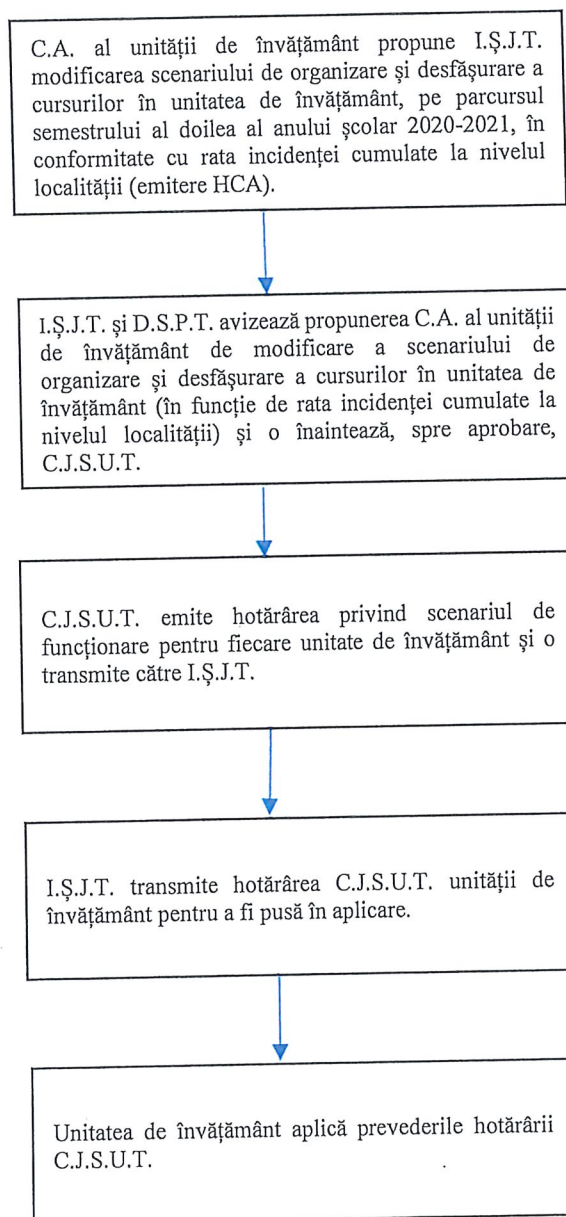 C.A. al unității de învățământ propune I.Ș.J.T.
modificarea scenariului de organizare și desfășurare a
cursurilor în unitatea de învățământ, pe parcursul
semestrului al doilea al anului școlar 2020-2021, în
conformitate cu rata incidenței cumulate la nivelul
localității (emitere HCA).
I.Ș.J.T. și D.S.P.T. avizează propunerea C.A. al unității
de învățământ de modificare a scenariului de
organizare și desfășurare a cursurilor în unitatea de
învățământ (în funcție de rata incidenței cumulate la
nivelul localității) și o înaintează, spre aprobare,
C.J.S.U.T.
C.J.S.U.T. emite hotărârea privind scenariul de
funcționare pentru fiecare unitate de învățământ și o
transmite către I.Ș.J.T.
I.Ș.J.T. transmite hotărârea C.J.S.U.T. unității de
învățământ pentru a fi pusă în aplicare.
Unitatea de învățământ aplică prevederile hotărârii
C.J.S.U.T.